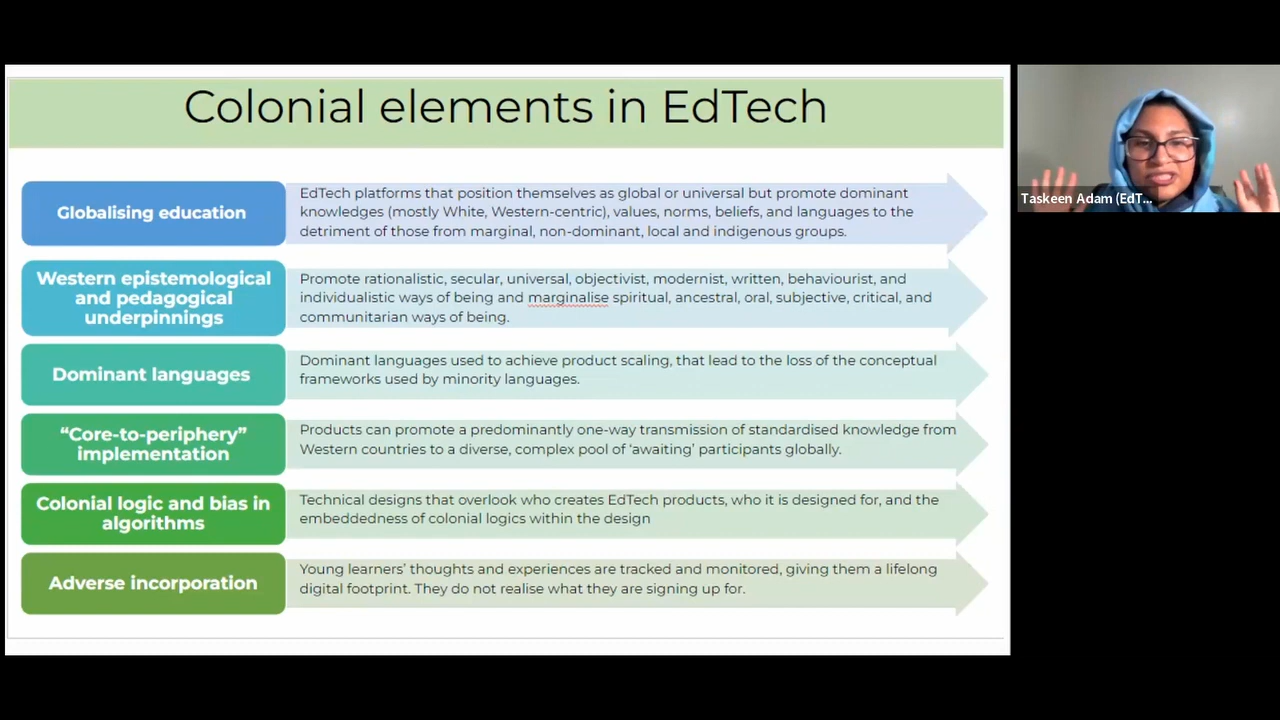 Colonial elements in EdTech
Globalising education
EdTech platforms that position themselves as global or universal but promote dominant
knowledges (mostly White, Western-centric), values, norms, beliefs, and languages to the
detriment of those from marginal, non-dominant, local and indigenous groups.
Western epistemological
and pedagogical
underpinnings
Promote rationalistic, secular, universal, objectivist, modernist, written, behaviourist, and
individualistic ways of being and marginalise spiritual, ancestral, oral, subjective, critical, and
communitarian ways of being.
Dominant languages
Dominant languages used to achieve product scaling, that lead to the loss of the conceptual
frameworks used by minority languages.
“Core-to-periphery”
implementation
Products can promote a predominantly one-way transmission of standardised knowledge from
Western countries to a diverse, complex pool of ‘awaiting’ participants globally.
Colonial logic and bias in
algorithms
Technical designs that overlook who creates EdTech products, who it is designed for, and the
embeddedness of colonial logics within the design
Adverse incorporation
Young learners’ thoughts and experiences are tracked and monitored, giving them a lifelong
digital footprint. They do not realise what they are signing up for.
Taskeen Adam (EdT...